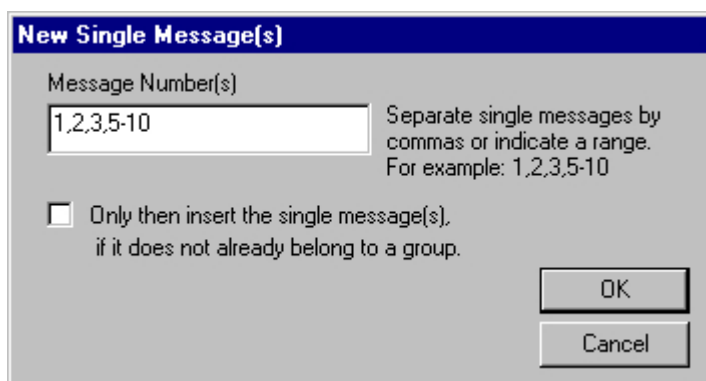 New Single Message(s)
Message Number(s)
1,2,3,5-10
Separate single messages by
commas or indicate a range.
For example: 1,2,3,5-10
Only then insert the single message(s),
if it does not already belong to a group.
OK
Cancel